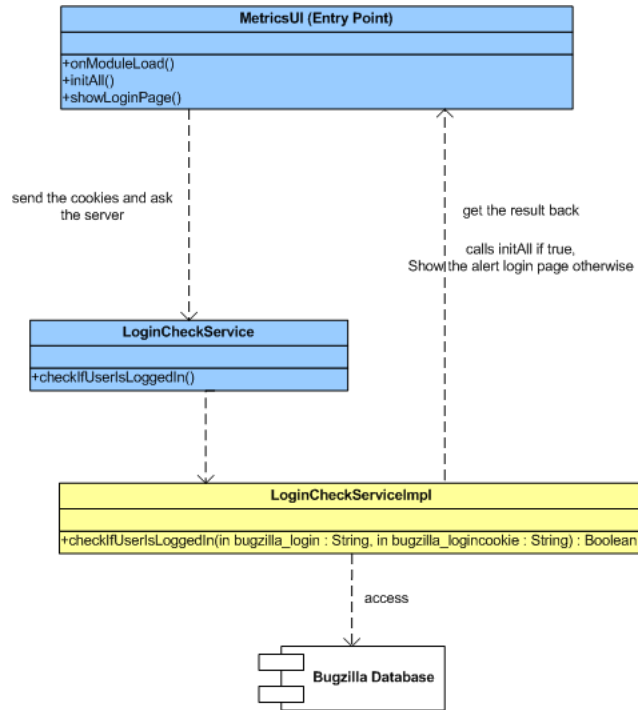 MetricsUI (Entry Point)
+onModuleLoad()
+initAll()
+showLoginPage()
send the cookies and ask
the server
get the result back
calls initAll if true,
Show the alert login page otherwise
LoginCheckService
+checkIfUserIsLoggedIn()
LoginCheckServiceImpl
+checkIfUserIsLoggedIn(in bugzilla_login : String, in bugzilla_logincookie : String) : Boolean
access
Bugzilla Database